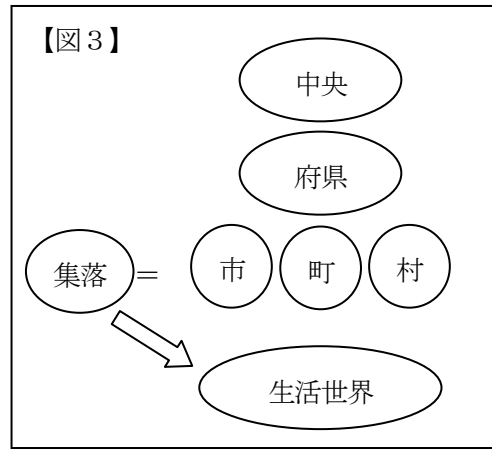 【図３】
中央
府県
集落 = 市 町 村
生活世界